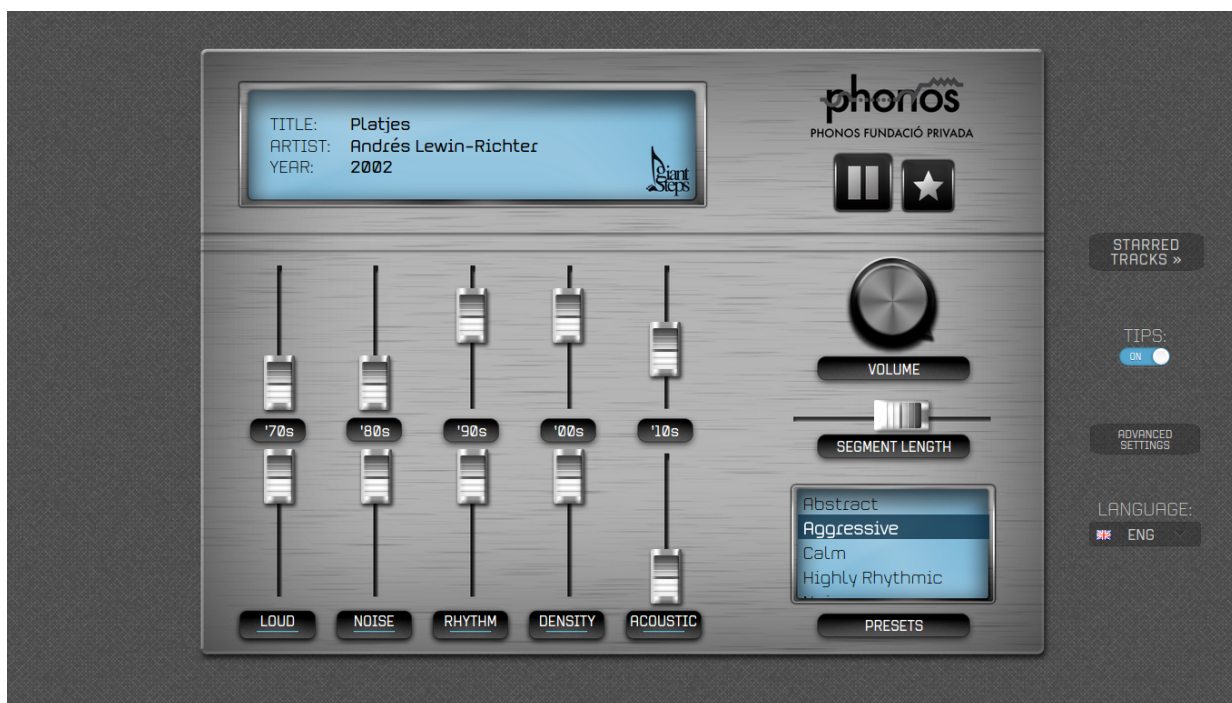 TITLE: Platjes
ARTIST: Andrés Lewin-Richter
YEAR: 2002
giant
Steps
phonos
PHONOS FUNDACIÓ PRIVADA
STARRED
TRACKS »
TIPS:
ON
VOLUME
'70s '80s '90s '00s '10s
SEGMENT LENGTH
ADVANCED
SETTINGS
Abstract
Aggressive
Calm
Highly Rhythmic
LANGUAGE:
ENG
LOUD NOISE RHYTHM DENSITY ACOUSTIC
PRESETS